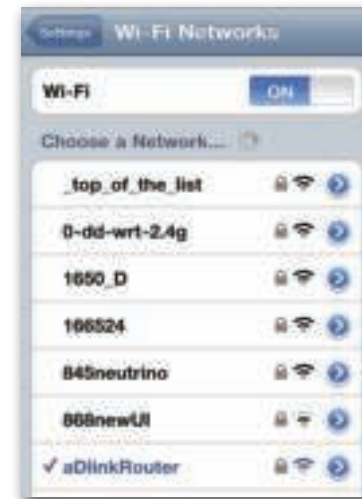 Settings
Wi-Fi Networks
Wi-Fi
ON
Choose a Network...
_top_of_the_list
0-dd-wrt-2.4g
1650_D
166524
845neutrino
868newUI
✓ aDlinkRouter